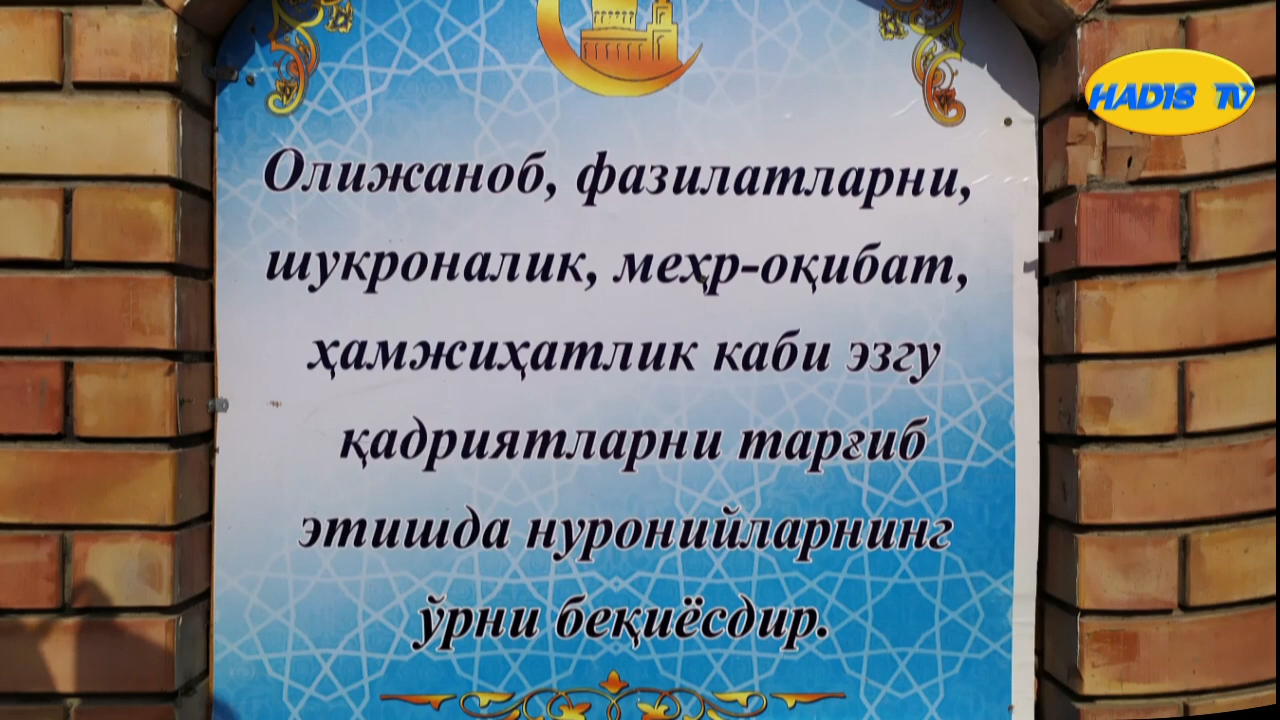 HADIS TV
Олижаноб, фазилатларни,
шукроналик, меҳр-оқибат,
ҳамжиҳатлик каби эзгу
қадриятларни тарғиб
этишда нуронийларнинг
ўрни беқиёсдир.